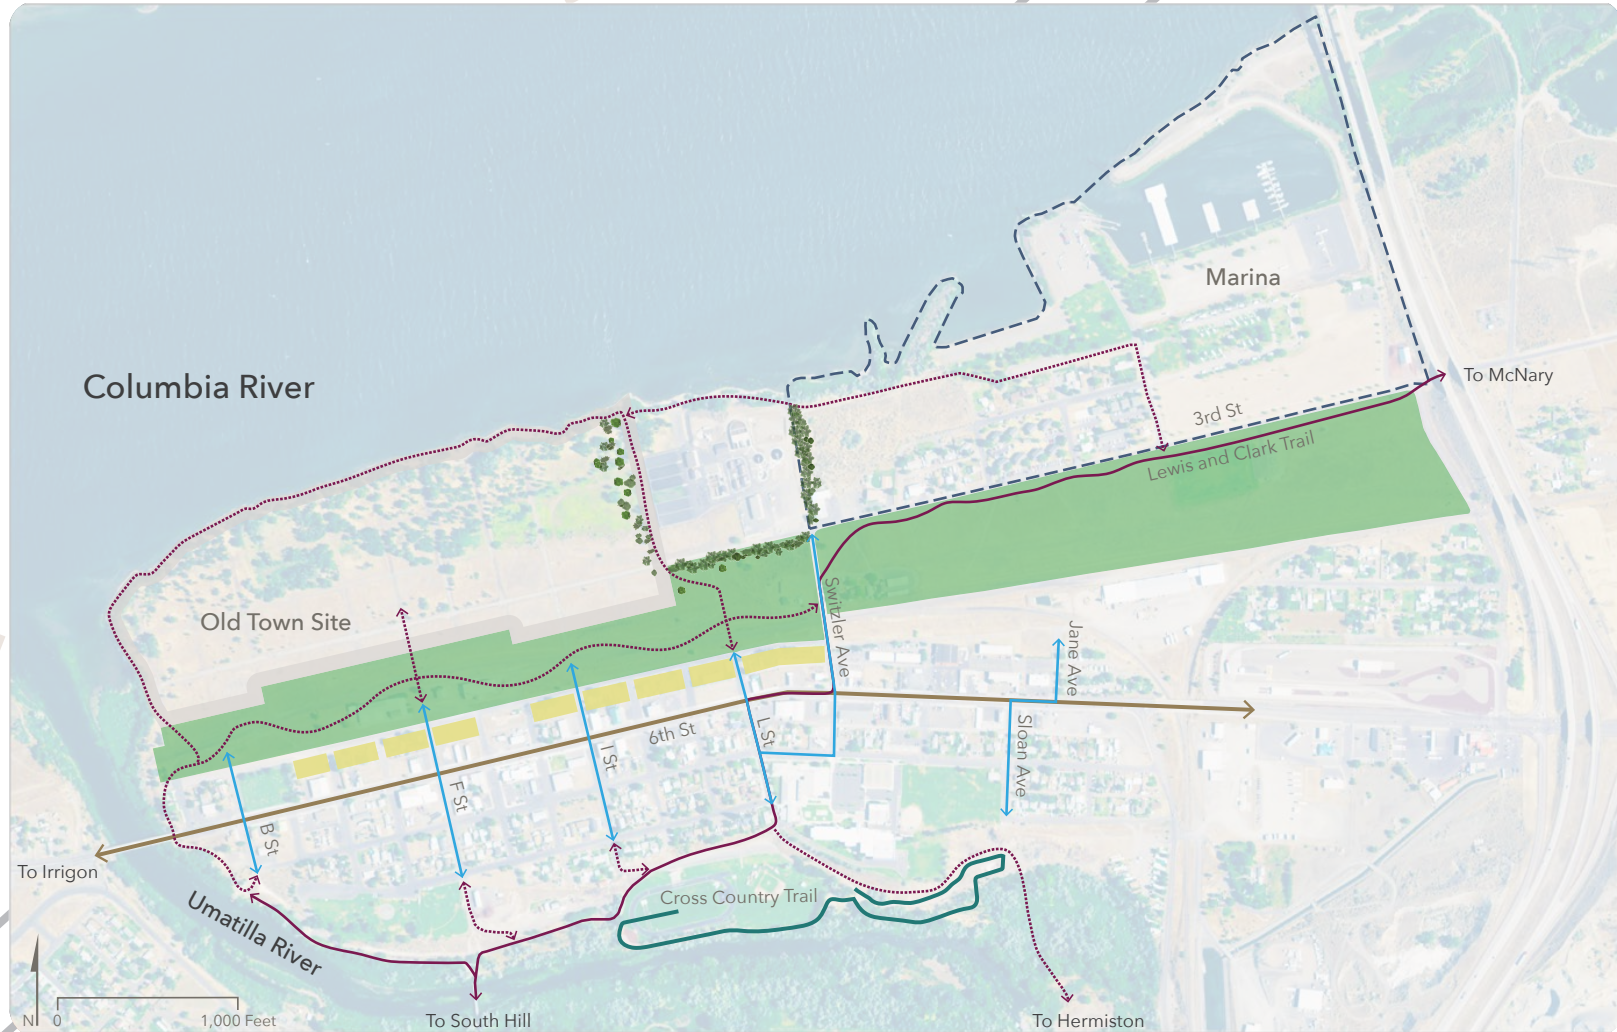 Marina
Columbia River
To McNary
3rd St
Lewis and Clark Trail
Old Town Site
Switzler Ave
Jane Ave
6th St
L St
I St
F St
B St
Sloan Ave
To Irrigon
Umatilla River
Cross Country Trail
N
0
1,000 Feet
To South Hill
To Hermiston